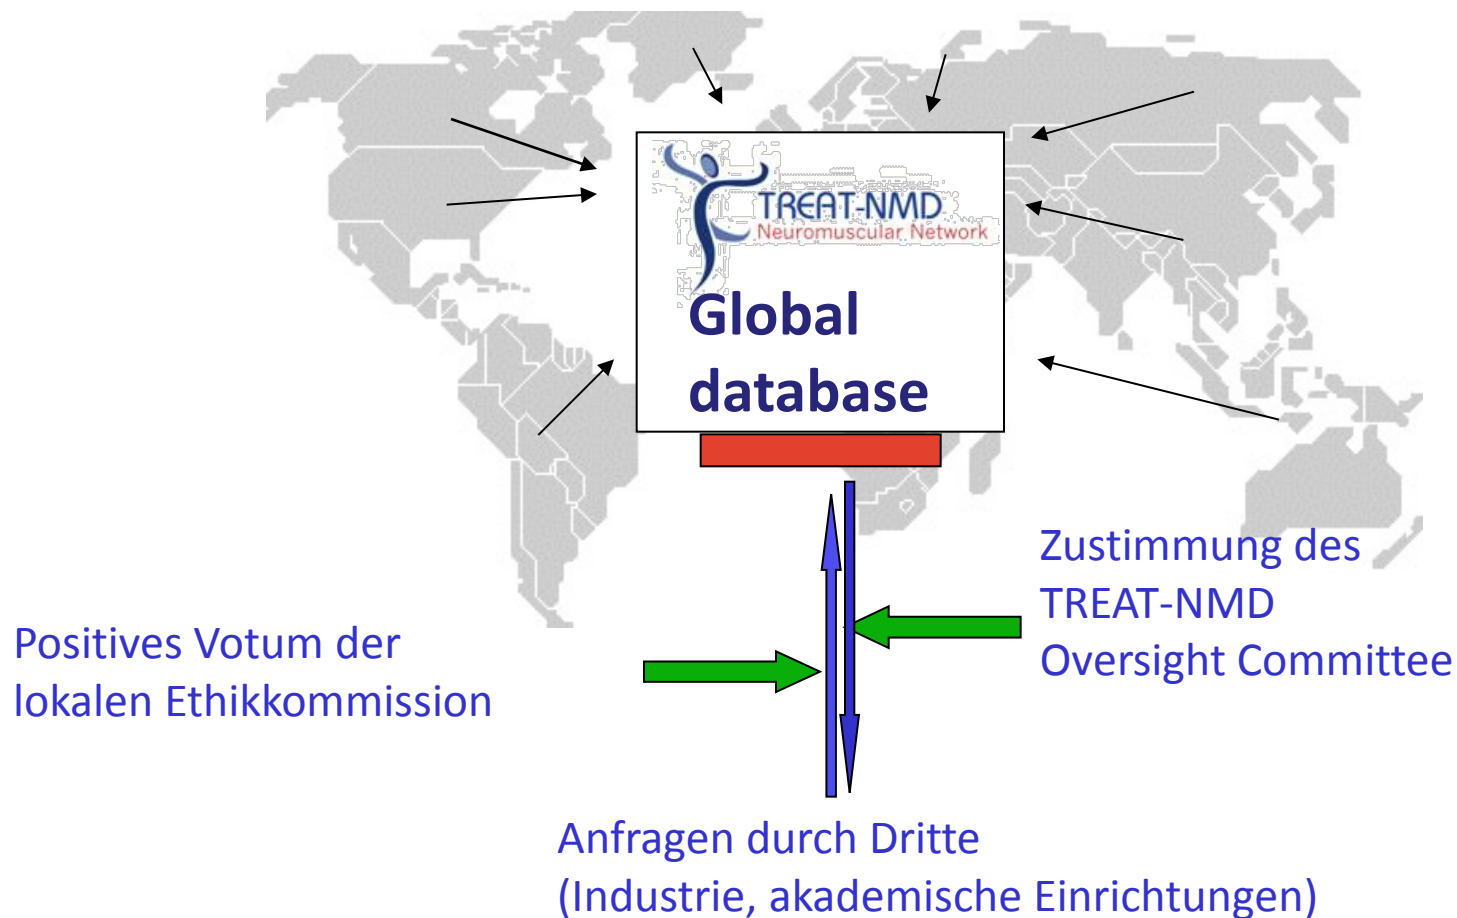 TREAT-NMD
Neuromuscular Network
Global
database
Zustimmung des
TREAT-NMD
Oversight Committee
Positives Votum der
lokalen Ethikkommission
Anfragen durch Dritte
(Industrie, akademische Einrichtungen)